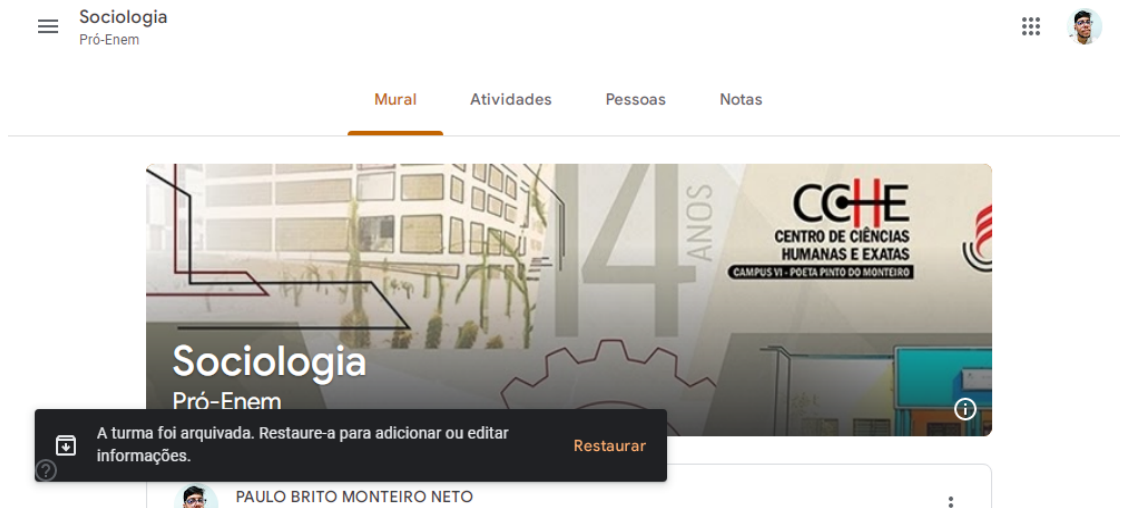 Sociologia
Pró-Enem
Mural Atividades Pessoas Notas
14
ANOS
CCHE
CENTRO DE CIÊNCIAS
HUMANAS E EXATAS
CAMPUS VI - POETA PINTO DO MONTEIRO
Sociologia
Pró-Enem
A turma foi arquivada. Restaure-a para adicionar ou editar
informações.
Restaurar
PAULO BRITO MONTEIRO NETO